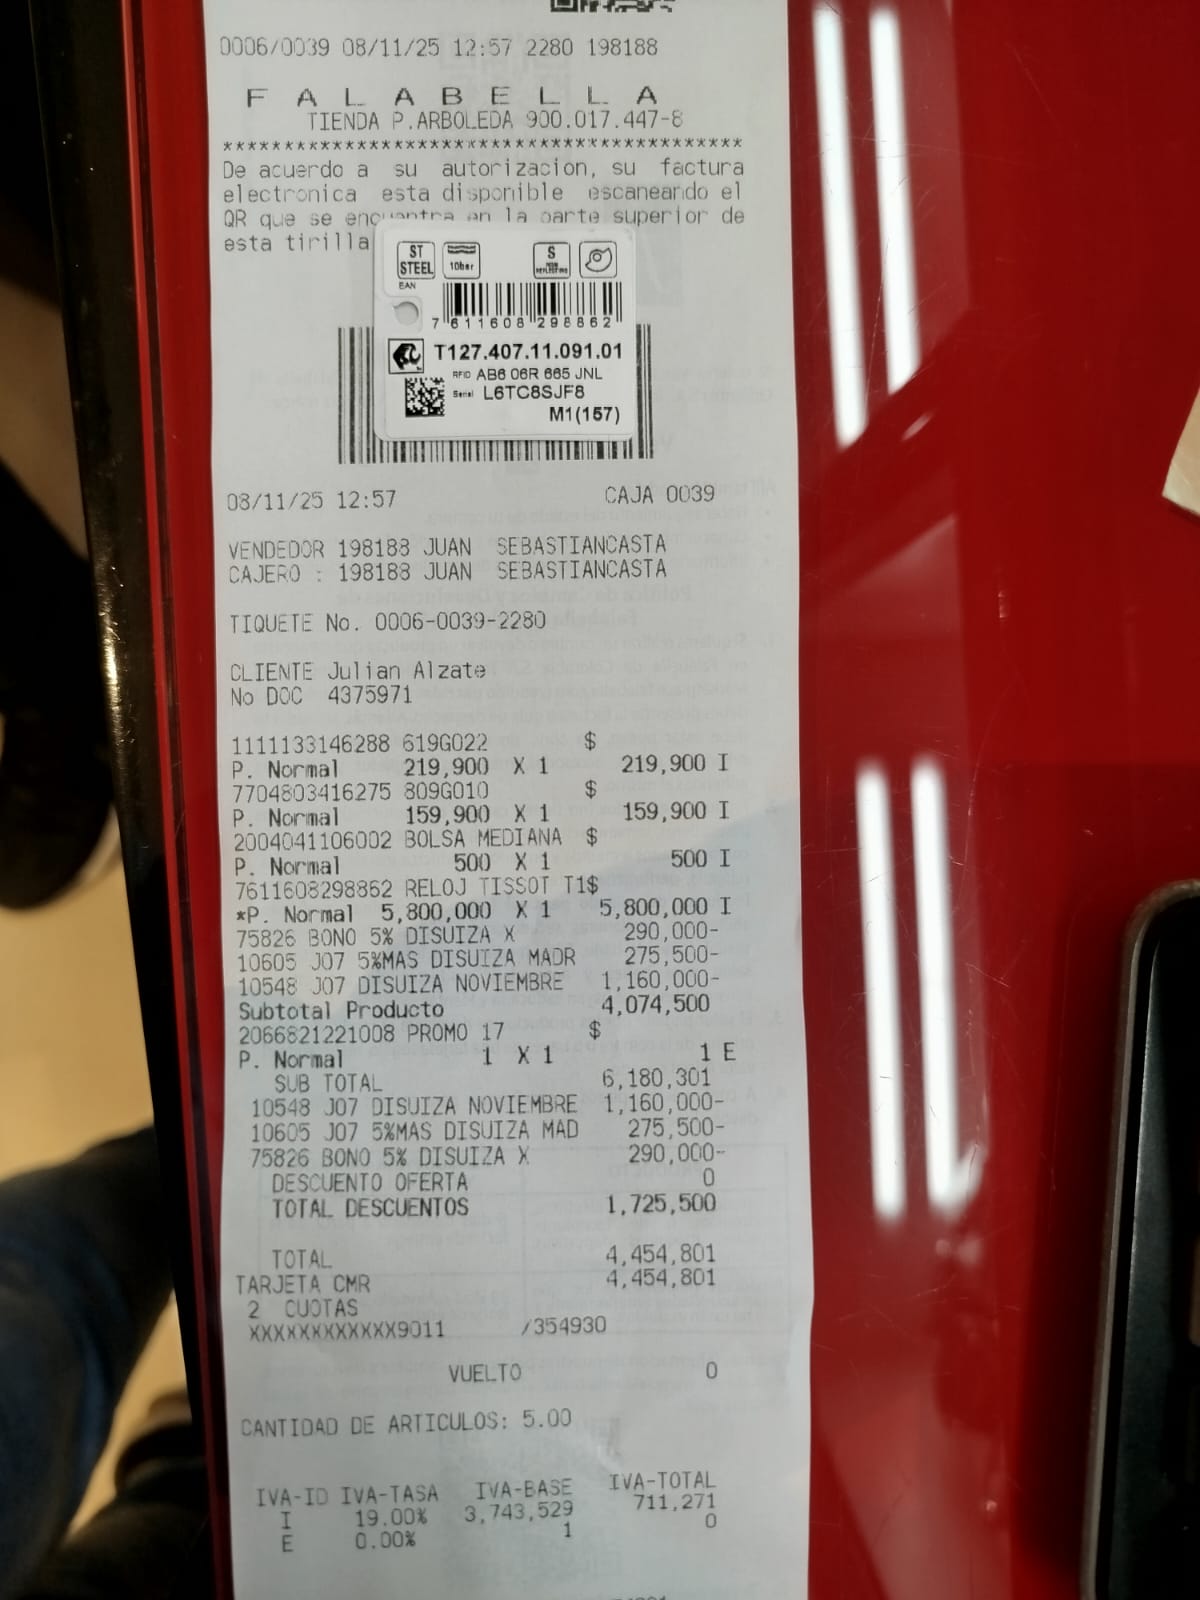 0006/0039 08/11/25 12:57 2280 198188
F A L A B E L L A
TIENDA P.ARBOLEDA 900.017.447-8
******************************************
De acuerdo a su autorizacion, su factura
electronica esta disponible escaneando el
QR que se encuentra en la parte superior de
esta tirilla
ST STEEL
10bar
S
EAN
7 611608 298862
T127.407.11.091.01
RFID AB6 06R 665 JNL
Serial L6TC8SJF8
M1(157)
08/11/25 12:57 CAJA 0039
VENDEDOR 198188 JUAN SEBASTIANCASTA
CAJERO : 198188 JUAN SEBASTIANCASTA
TIQUETE No. 0006-0039-2280
CLIENTE Julian Alzate
No DOC 4375971
1111133146288 619G022 $
P. Normal 219,900 X 1 219,900 I
7704803416275 809G010 $
P. Normal 159,900 X 1 159,900 I
2004041106002 BOLSA MEDIANA $
P. Normal 500 X 1 500 I
7611608298862 RELOJ TISSOT T1$
*P. Normal 5,800,000 X 1 5,800,000 I
75826 BONO 5% DISUIZA X 290,000-
10605 J07 5%MAS DISUIZA MADR 275,500-
10548 J07 DISUIZA NOVIEMBRE 1,160,000-
Subtotal Producto 4,074,500
2066821221008 PROMO 17 $
P. Normal 1 X 1 1 E
SUB TOTAL 6,180,301
10548 J07 DISUIZA NOVIEMBRE 1,160,000-
10605 J07 5%MAS DISUIZA MAD 275,500-
75826 BONO 5% DISUIZA X 290,000-
DESCUENTO OFERTA 0
TOTAL DESCUENTOS 1,725,500
TOTAL 4,454,801
TARJETA CMR 4,454,801
2 CUOTAS
XXXXXXXXXXXX9011 /354930
VUELTO 0
CANTIDAD DE ARTICULOS: 5.00
IVA-ID IVA-TASA IVA-BASE IVA-TOTAL
I 19.00% 3,743,529 711,271
E 0.00% 1 0